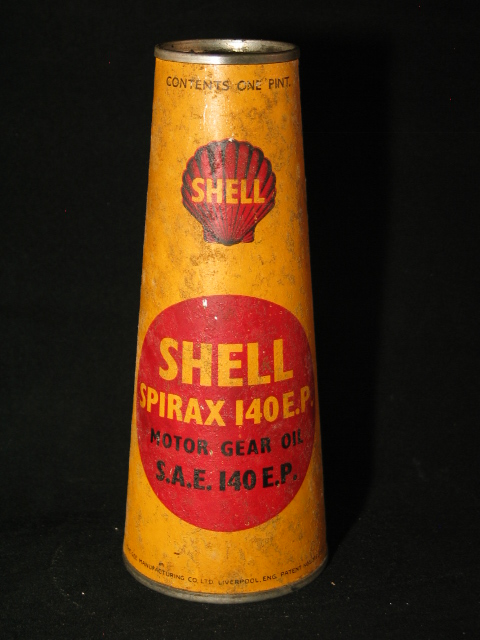 CONTENTS ONE PINT.
SHELL
SHELL
SPIRAX 140 E.P.
MOTOR GEAR OIL
S.A.E. 140 E.P.
MANUFACTURING CO. LTD. LIVERPOOL, ENG. PATENT